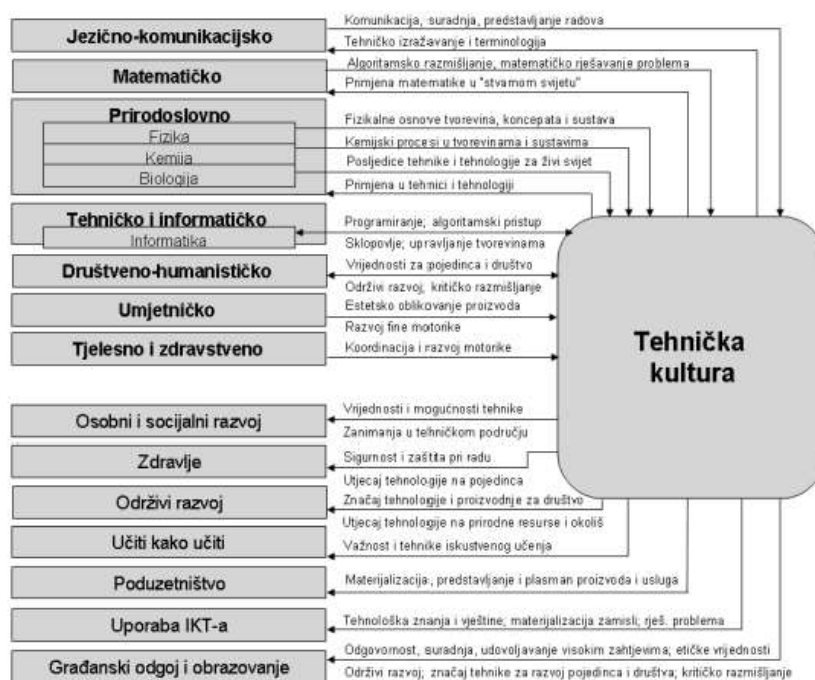 Komunikacija, suradnja, predstavljanje radova
Jezično-komunikacijsko
Tehničko izražavanje i terminologija
Algoritamsko razmišljanje, matematičko rješavanje problema
Matematičko
Primjena matematike u "stvarnom svijetu"
Prirodoslovno
Fizikalne osnove tvorevina, koncepata i sustava
Fizika
Kemijski procesi u tvorevinama i sustavima
Kemija
Posljedice tehnike i tehnologije za živi svijet
Biologija
Primjena u tehnici i tehnologiji
Tehničko i informatičko
Programiranje; algoritamski pristup
Informatika
Sklopovlje; upravljanje tvorevinama
Društveno-humanističko
Vrijednosti za pojedinca i društvo
Održivi razvoj; kritičko razmišljanje
Umjetničko
Estetsko oblikovanje proizvoda
Razvoj fine motorike
Tjelesno i zdravstveno
Koordinacija i razvoj motorike
Tehnička
kultura
Vrijednosti i mogućnosti tehnike
Osobni i socijalni razvoj
Zanimanja u tehničkom području
Zdravlje
Sigurnost i zaštita pri radu
Utjecaj tehnologije na pojedinca
Održivi razvoj
Značaj tehnologije i proizvodnje za društvo
Utjecaj tehnologije na prirodne resurse i okoliš
Učiti kako učiti
Važnost i tehnike iskustvenog učenja
Poduzetništvo
Materijalizacija, predstavljanje i plasman proizvoda i usluga
Uporaba IKT-a
Tehnološka znanja i vještine; materijalizacija zamisli; rješ. problema
Odgovornost, suradnja, udovoljavanje visokim zahtjevima; etičke vrijednosti
Građanski odgoj i obrazovanje
Održivi razvoj; značaj tehnike za razvoj pojedinca i društva; kritičko razmišljanje